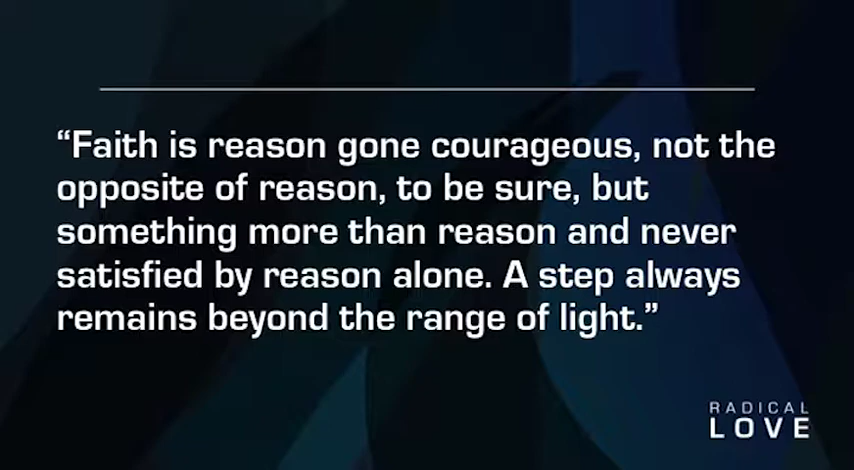 “Faith is reason gone courageous, not the
opposite of reason, to be sure, but
something more than reason and never
satisfied by reason alone. A step always
remains beyond the range of light.”
RADICAL
LOVE